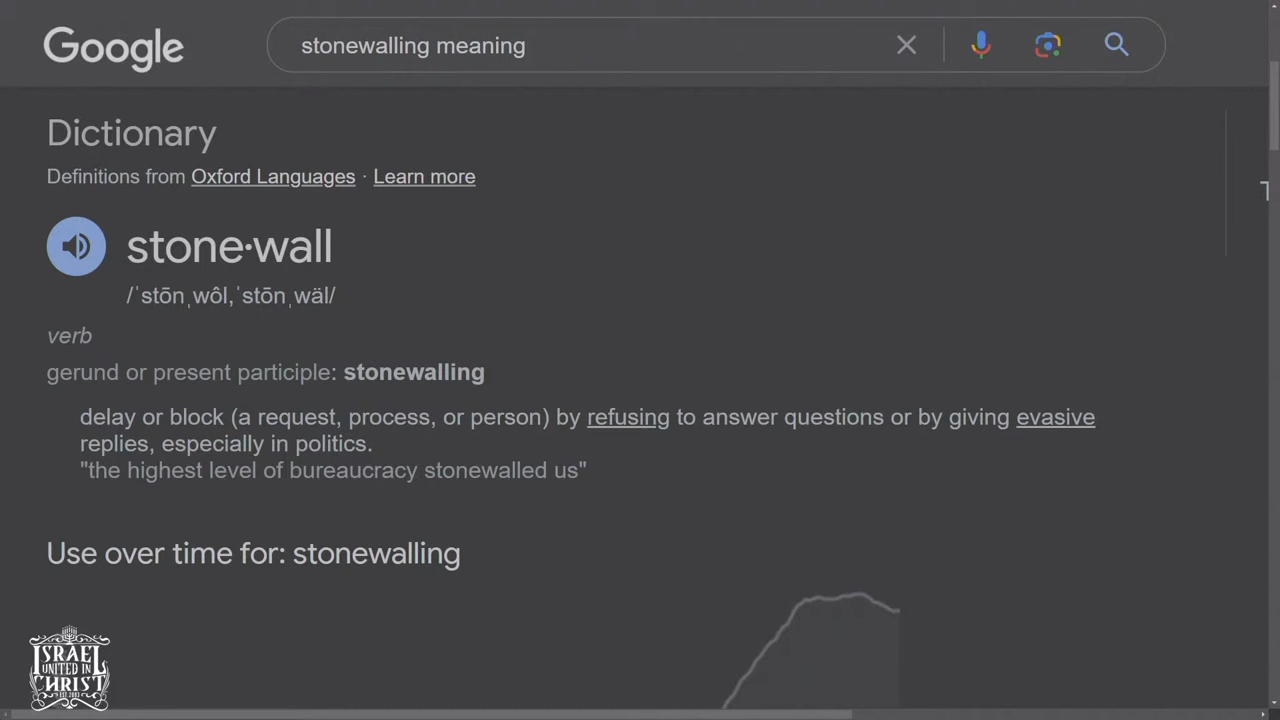 Google
stonewalling meaning
Dictionary
Definitions from Oxford Languages · Learn more
T
stone·wall
/ˈstōnˌwôl,ˈstōnˌwäl/
verb
gerund or present participle: stonewalling
delay or block (a request, process, or person) by refusing to answer questions or by giving evasive
replies, especially in politics.
"the highest level of bureaucracy stonewalled us"
Use over time for: stonewalling
ISRAEL
UNITED IN
CHRIST
EST. 2003